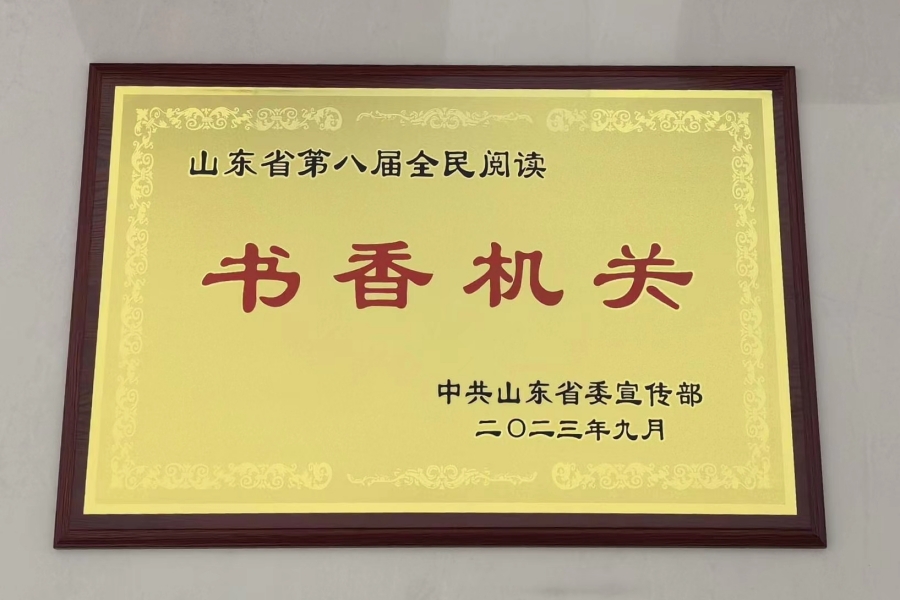 山东省第八届全民阅读
书香机关
中共山东省委宣传部
二〇二三年九月